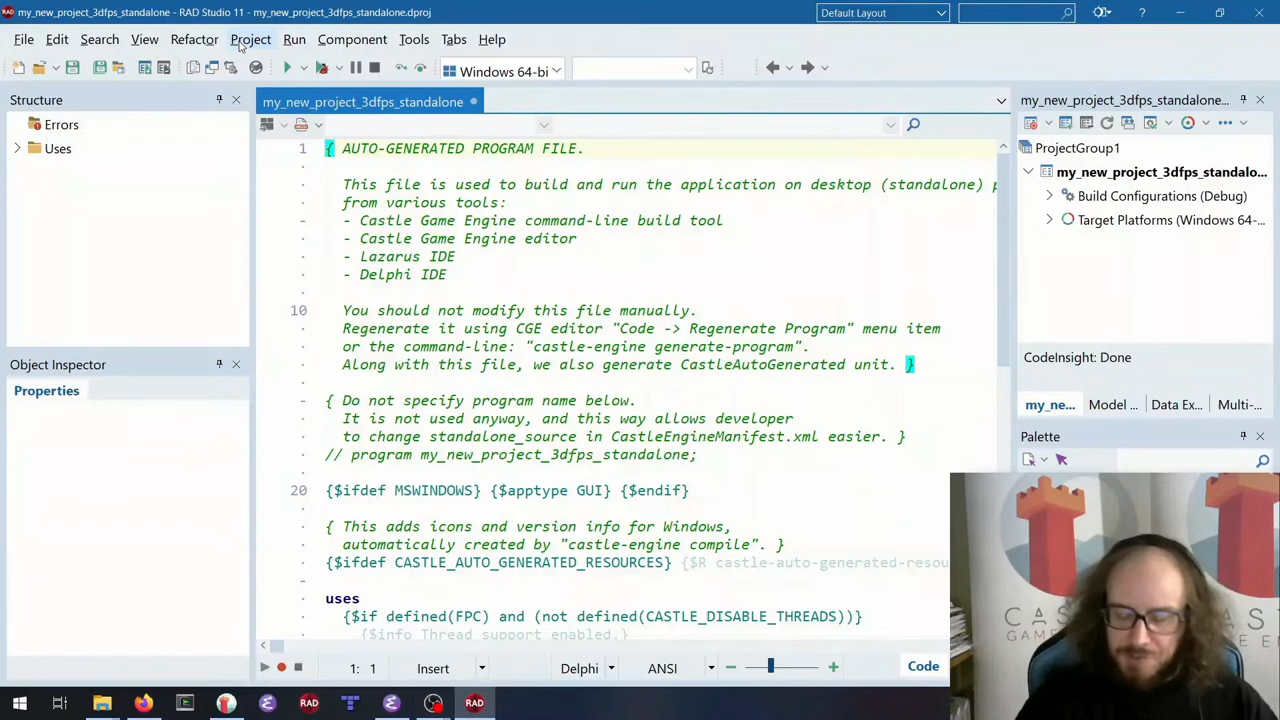 my_new_project_3dfps_standalone - RAD Studio 11 - my_new_project_3dfps_standalone.dproj
Default Layout
File Edit Search View Refactor Project Run Component Tools Tabs Help
Windows 64-bi
Structure
Errors
Uses
Object Inspector
Properties
my_new_project_3dfps_standalone
1 { AUTO-GENERATED PROGRAM FILE.
This file is used to build and run the application on desktop (standalone) p
from various tools:
- Castle Game Engine command-line build tool
- Castle Game Engine editor
- Lazarus IDE
- Delphi IDE
10 You should not modify this file manually.
Regenerate it using CGE editor "Code -> Regenerate Program" menu item
or the command-line: "castle-engine generate-program".
Along with this file, we also generate CastleAutoGenerated unit. }
{ Do not specify program name below.
It is not used anyway, and this way allows developer
to change standalone_source in CastleEngineManifest.xml easier. }
// program my_new_project_3dfps_standalone;
20 {$ifdef MSWINDOWS} {$apptype GUI} {$endif}
{ This adds icons and version info for Windows,
automatically created by "castle-engine compile". }
{$ifdef CASTLE_AUTO_GENERATED_RESOURCES} {$R castle-auto-generated-resou
uses
{$if defined(FPC) and (not defined(CASTLE_DISABLE_THREADS))}
{$info Thread support enabled.}
1: 1 Insert Delphi ANSI Code
my_new_project_3dfps_standalone...
ProjectGroup1
my_new_project_3dfps_standalo...
Build Configurations (Debug)
Target Platforms (Windows 64-...
CodeInsight: Done
my_ne... Model ... Data Ex... Multi-...
Palette
RAD
RAD